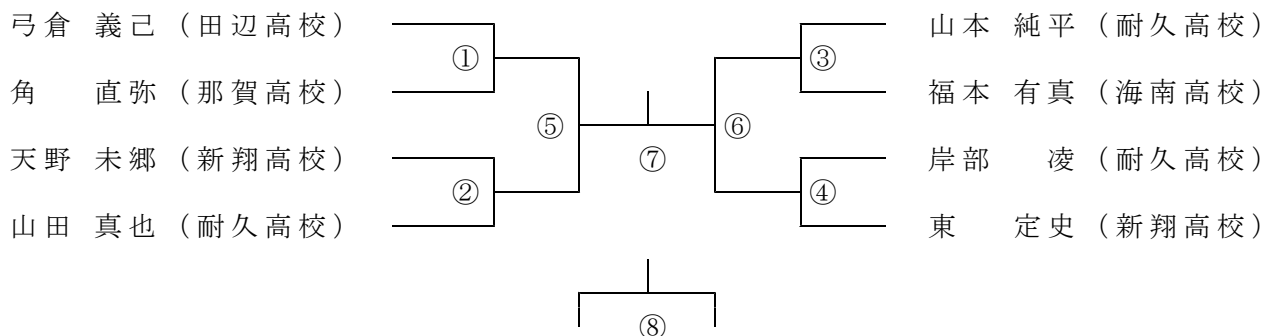 弓倉 義己（田辺高校）
角 直弥（那賀高校）
天野 未郷（新翔高校）
山田 真也（耐久高校）
①
②
⑤
⑦
⑥
③
④
山本 純平（耐久高校）
福本 有真（海南高校）
岸部 凌（耐久高校）
東 定史（新翔高校）
⑧